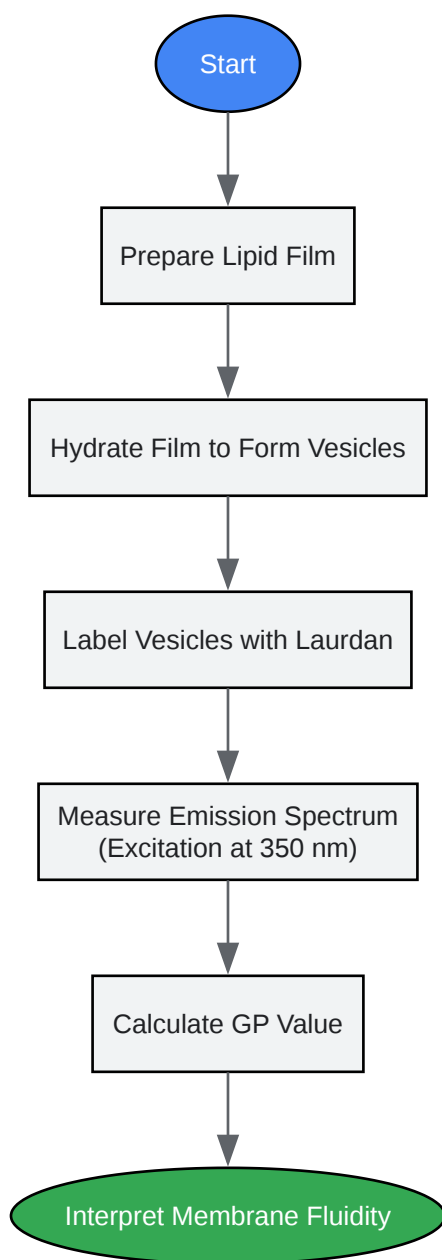 Start
Prepare Lipid Film
Hydrate Film to Form Vesicles
Label Vesicles with Laurdan
Measure Emission Spectrum
(Excitation at 350 nm)
Calculate GP Value
Interpret Membrane Fluidity